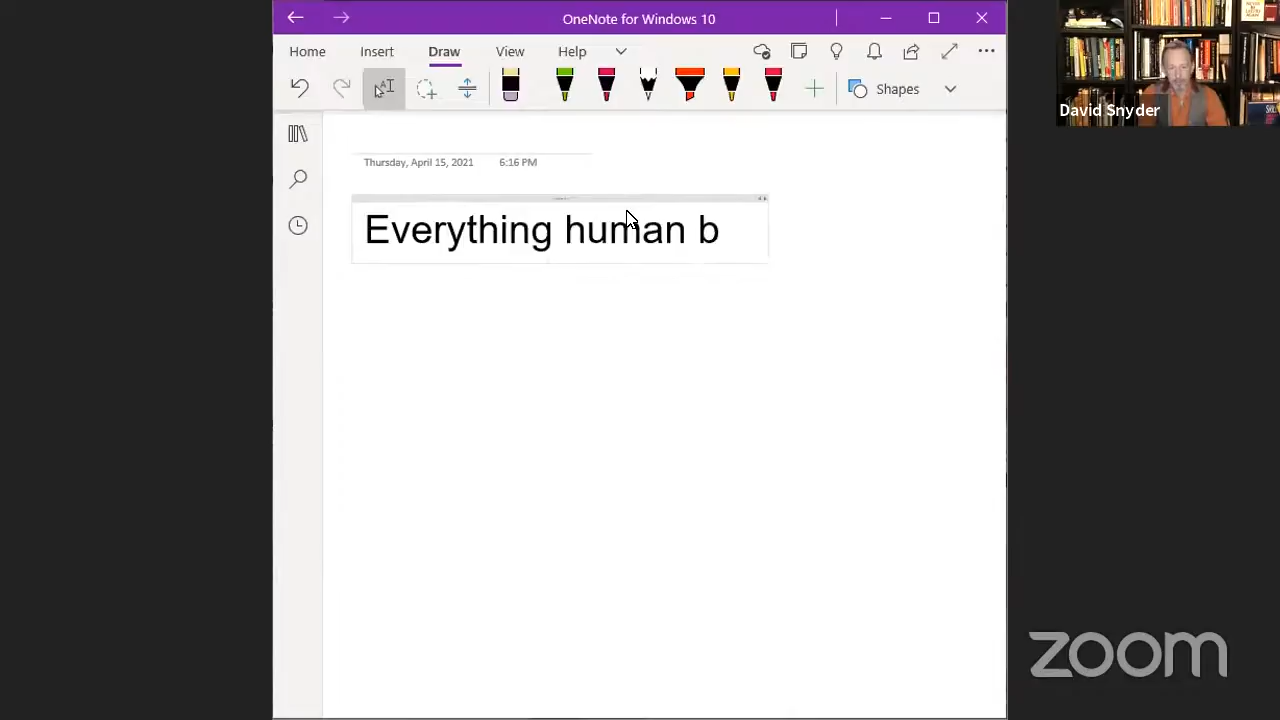 OneNote for Windows 10
Home Insert Draw View Help
Shapes
David Snyder
Thursday, April 15, 2021 6:16 PM
Everything human b
zoom